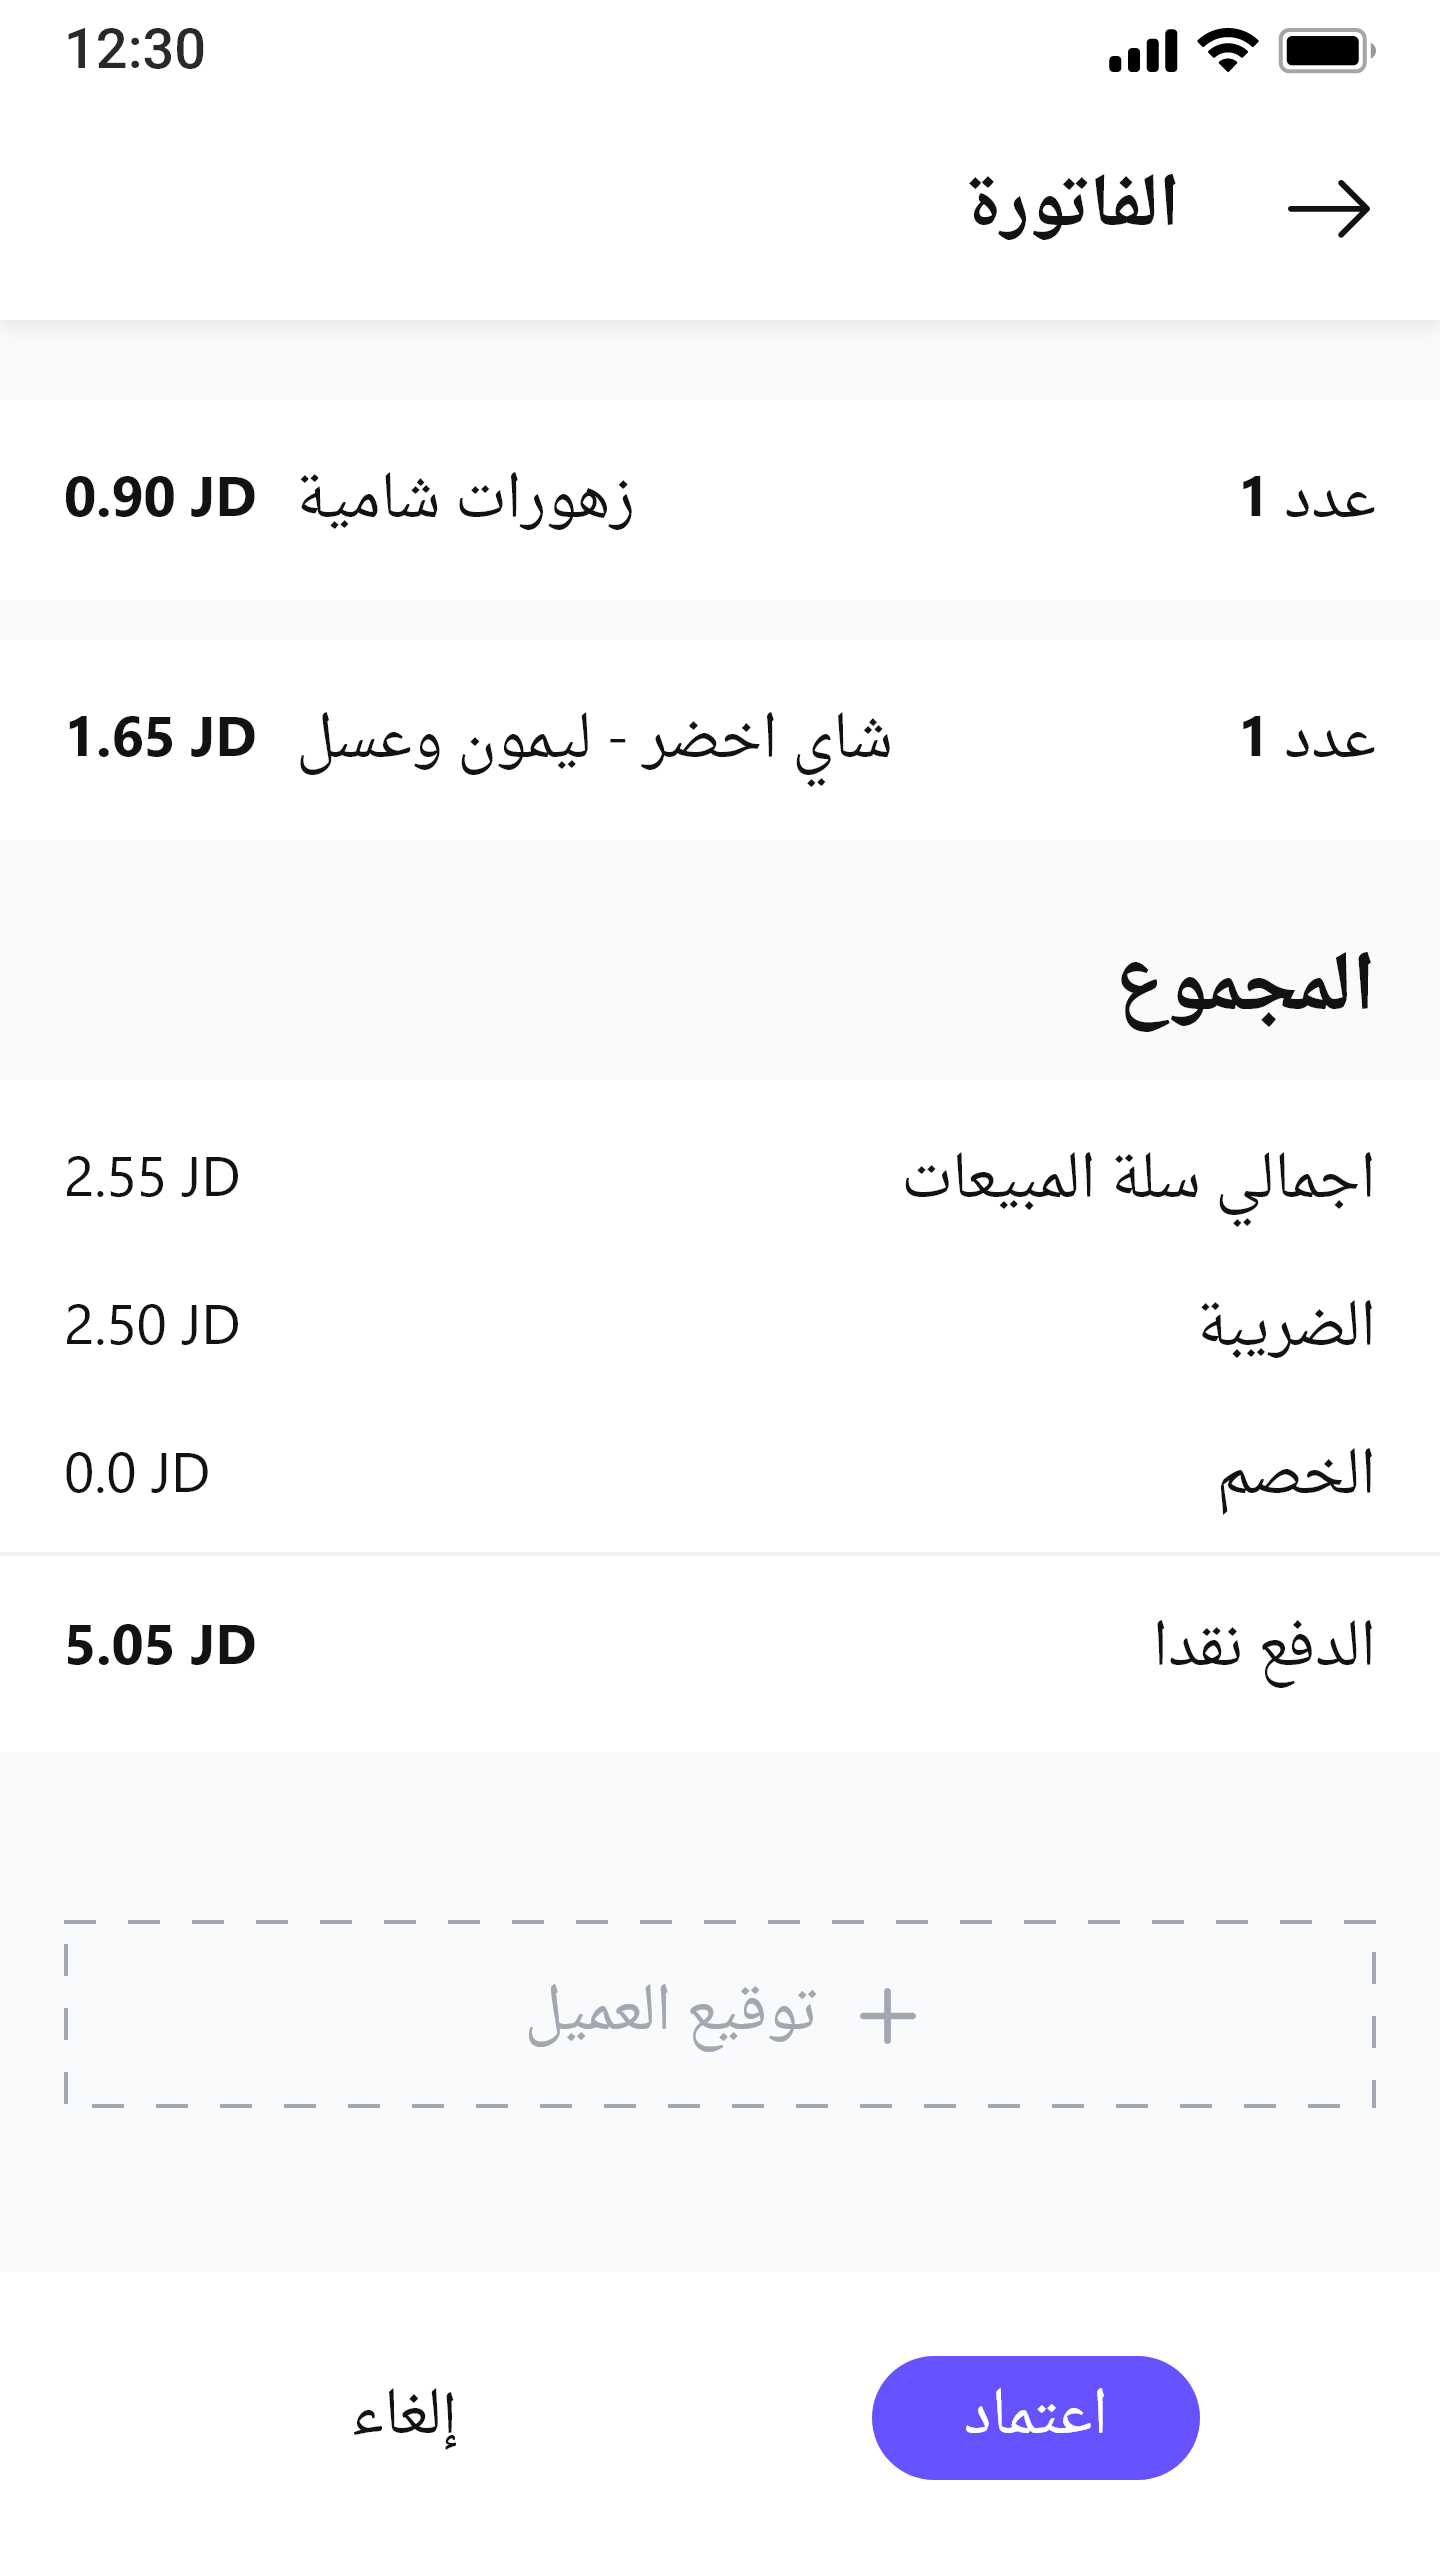 12:30
الفاتورة
عدد 1 زهورات شامية 0.90 JD
عدد 1 شاي اخضر - ليمون وعسل 1.65 JD
المجموع
اجمالي سلة المبيعات 2.55 JD
الضريبة 2.50 JD
الخصم 0.0 JD
الدفع نقدا 5.05 JD
+ توقيع العميل
اعتماد إلغاء